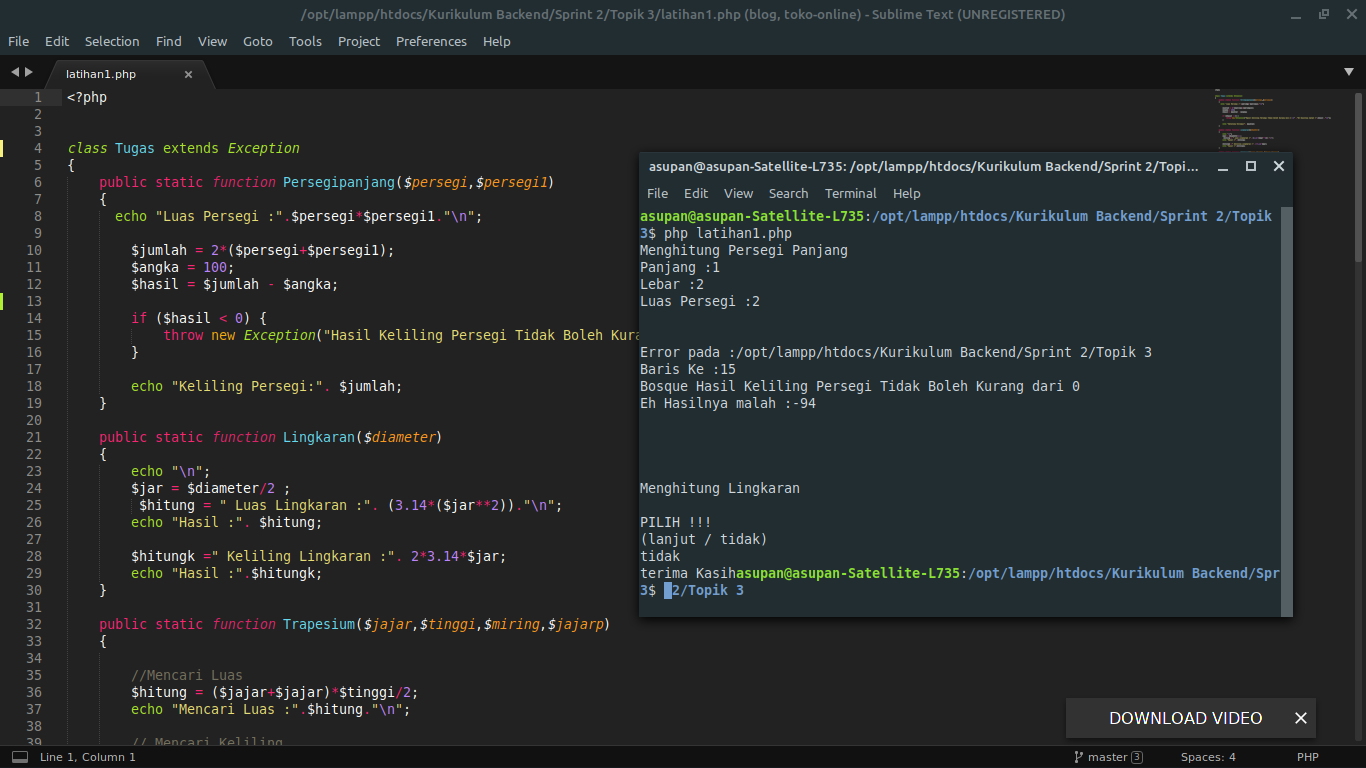 /opt/lampp/htdocs/Kurikulum Backend/Sprint 2/Topik 3/latihan1.php (blog, toko-online) - Sublime Text (UNREGISTERED)
File Edit Selection Find View Goto Tools Project Preferences Help
latihan1.php
1 <?php
2
3
4 class Tugas extends Exception
5 {
6 public static function Persegipanjang($persegi,$persegi1)
7 {
8 echo "Luas Persegi :".$persegi*$persegi1."\n";
9
10 $jumlah = 2*($persegi+$persegi1);
11 $angka = 100;
12 $hasil = $jumlah - $angka;
13
14 if ($hasil < 0) {
15 throw new Exception("Hasil Keliling Persegi Tidak Boleh Kura
16 }
17
18 echo "Keliling Persegi:". $jumlah;
19 }
20
21 public static function Lingkaran($diameter)
22 {
23 echo "\n";
24 $jar = $diameter/2 ;
25 $hitung = " Luas Lingkaran :". (3.14*($jar**2))."\n";
26 echo "Hasil :". $hitung;
27
28 $hitungk =" Keliling Lingkaran :". 2*3.14*$jar;
29 echo "Hasil :".$hitungk;
30 }
31
32 public static function Trapesium($jajar,$tinggi,$miring,$jajarp)
33 {
34
35 //Mencari Luas
36 $hitung = ($jajar+$jajar)*$tinggi/2;
37 echo "Mencari Luas :".$hitung."\n";
38
39 // Mencari Keliling
asupan@asupan-Satellite-L735: /opt/lampp/htdocs/Kurikulum Backend/Sprint 2/Topi...
File Edit View Search Terminal Help
asupan@asupan-Satellite-L735:/opt/lampp/htdocs/Kurikulum Backend/Sprint 2/Topik
3$ php latihan1.php
Menghitung Persegi Panjang
Panjang :1
Lebar :2
Luas Persegi :2
Error pada :/opt/lampp/htdocs/Kurikulum Backend/Sprint 2/Topik 3
Baris Ke :15
Bosque Hasil Keliling Persegi Tidak Boleh Kurang dari 0
Eh Hasilnya malah :-94
Menghitung Lingkaran
PILIH !!!
(lanjut / tidak)
tidak
terima Kasihasupan@asupan-Satellite-L735:/opt/lampp/htdocs/Kurikulum Backend/Spr
3$ 2/Topik 3
DOWNLOAD VIDEO
Line 1, Column 1
master 3
Spaces: 4
PHP